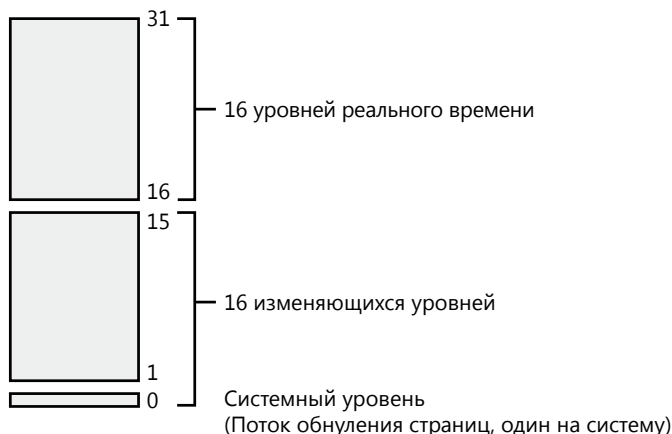 31
16 уровней реального времени
16
15
16 изменяющихся уровней
1
0
Системный уровень
(Поток обнуления страниц, один на систему)